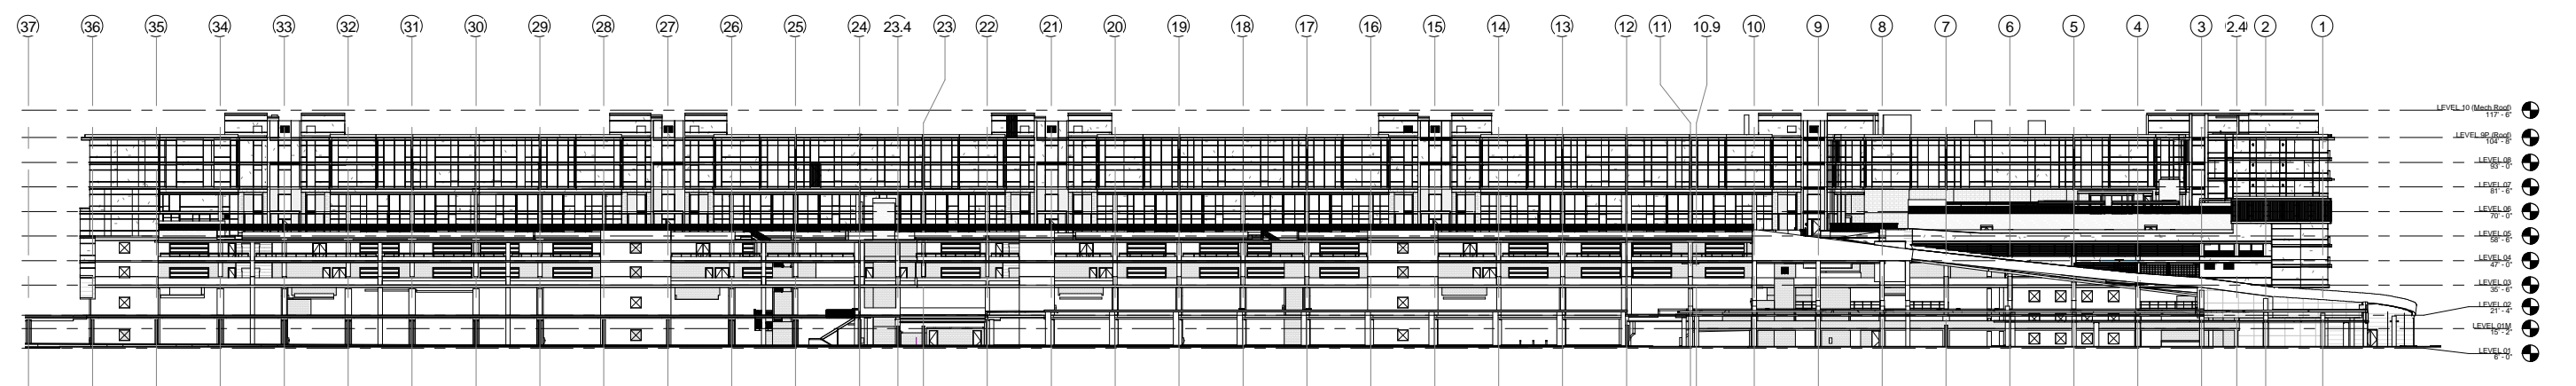 37 36 35 34 33 32 31 30 29 28 27 26 25 24 23.4 23 22 21 20 19 18 17 16 15 14 13 12 11 10.9 10 9 8 7 6 5 4 3 2.4 2 1
LEVEL 10 (Mech Roof)
117' - 6"
LEVEL 9P (Roof)
104' - 8"
LEVEL 08
93' - 0"
LEVEL 07
81' - 6"
LEVEL 06
70' - 0"
LEVEL 05
58' - 6"
LEVEL 04
47' - 0"
LEVEL 03
35' - 6"
LEVEL 02
21' - 4"
LEVEL 01M
15' - 2"
LEVEL 01
6' - 0"